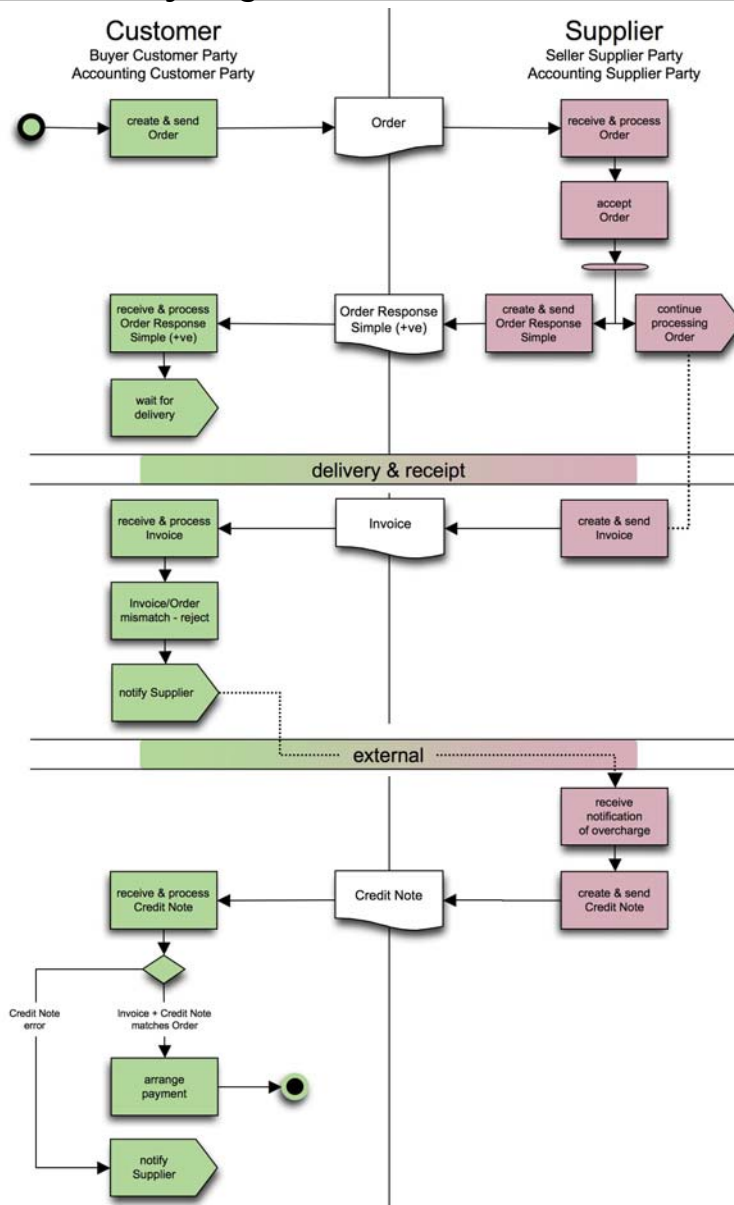 Customer
Buyer Customer Party
Accounting Customer Party
Supplier
Seller Supplier Party
Accounting Supplier Party
create & send
Order
Order
receive & process
Order
accept
Order
receive & process
Order Response
Simple (+ve)
Order Response
Simple (+ve)
create & send
Order Response
Simple
continue
processing
Order
wait for
delivery
delivery & receipt
receive & process
Invoice
Invoice
create & send
Invoice
Invoice/Order
mismatch - reject
notify Supplier
external
receive
notification
of overcharge
receive & process
Credit Note
Credit Note
create & send
Credit Note
Credit Note
error
Invoice + Credit Note
matches Order
arrange
payment
notify
Supplier